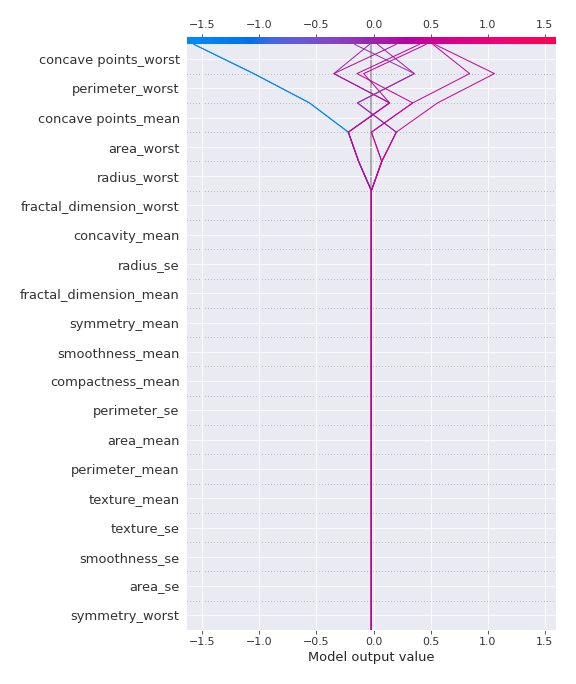 −1.5 −1.0 −0.5 0.0 0.5 1.0 1.5
concave points_worst
perimeter_worst
concave points_mean
area_worst
radius_worst
fractal_dimension_worst
concavity_mean
radius_se
fractal_dimension_mean
symmetry_mean
smoothness_mean
compactness_mean
perimeter_se
area_mean
perimeter_mean
texture_mean
texture_se
smoothness_se
area_se
symmetry_worst
−1.5 −1.0 −0.5 0.0 0.5 1.0 1.5
Model output value